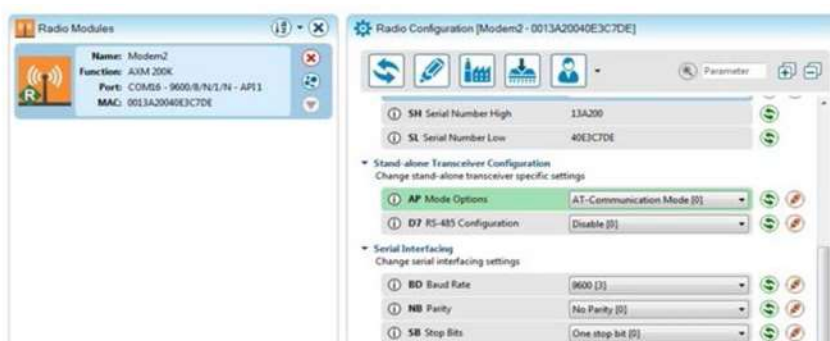 Radio Modules
Name: Modem2
Function: AXM 200K
Port: COM16 - 9600/8/N/1/N - API 1
MAC: 0013A20040E3C7DE
R
Radio Configuration [Modem2 - 0013A20040E3C7DE]
Parameter
SH Serial Number High 13A200
SL Serial Number Low 40E3C7DE
Stand-alone Transceiver Configuration
Change stand-alone transceiver specific settings
AP Mode Options AT-Communication Mode [0]
D7 RS-485 Configuration Disable [0]
Serial Interfacing
Change serial interfacing settings
BD Baud Rate 9600 [3]
NB Parity No Parity [0]
SB Stop Bits One stop bit [0]